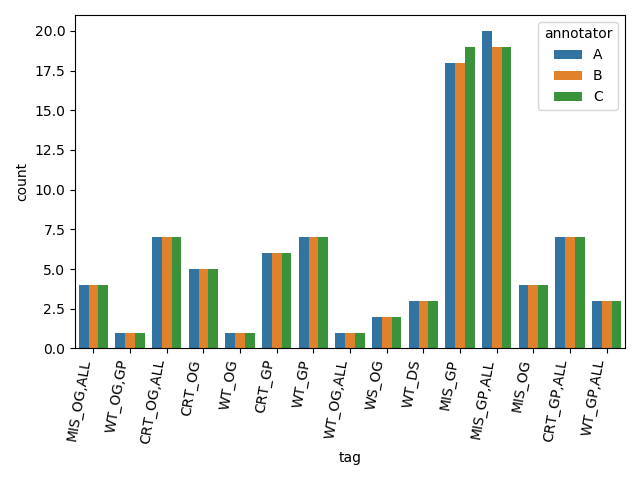 annotator
A
B
C
count
20.0
17.5
15.0
12.5
10.0
7.5
5.0
2.5
0.0
MIS_OG,ALL
WT_OG,GP
CRT_OG,ALL
CRT_OG
WT_OG
CRT_GP
WT_GP
WT_OG,ALL
WS_OG
WT_DS
MIS_GP
MIS_GP,ALL
MIS_OG
CRT_GP,ALL
WT_GP,ALL
tag